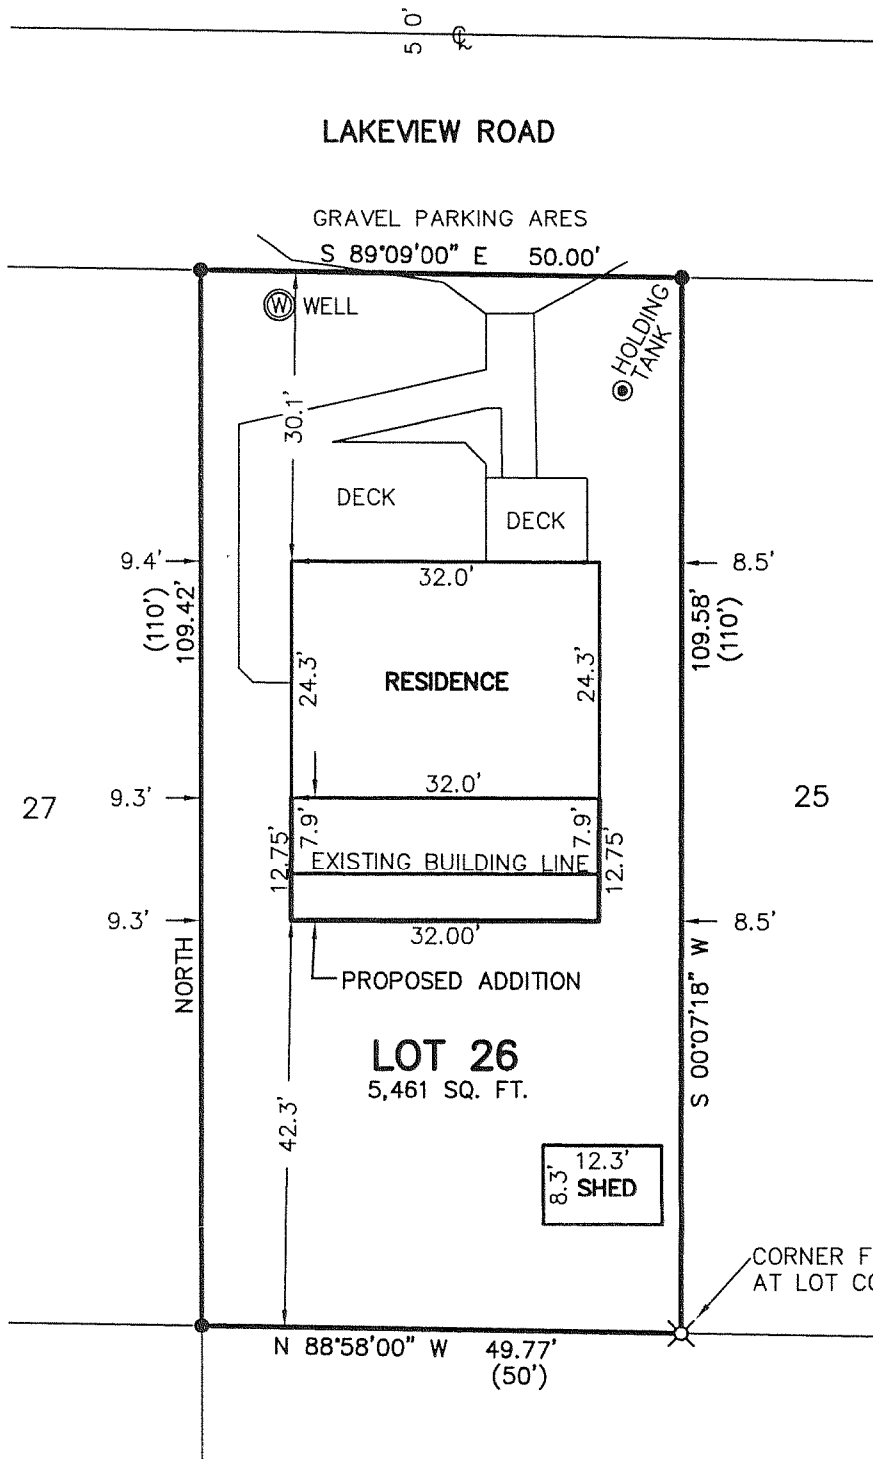 50'
℄
LAKEVIEW ROAD
GRAVEL PARKING ARES
S 89°09'00" E 50.00'
W WELL
HOLDING
TANK
30.1'
DECK
DECK
9.4'
32.0'
8.5'
(110')
109.42'
109.58'
(110')
24.3'
RESIDENCE
24.3'
27
9.3'
32.0'
25
12.75'
7.9'
7.9'
12.75'
EXISTING BUILDING LINE
9.3'
32.00'
8.5'
NORTH
PROPOSED ADDITION
S 00°07'18" W
LOT 26
5,461 SQ. FT.
42.3'
12.3'
8.3'
SHED
CORNER F
AT LOT CO
N 88°58'00" W 49.77'
(50')